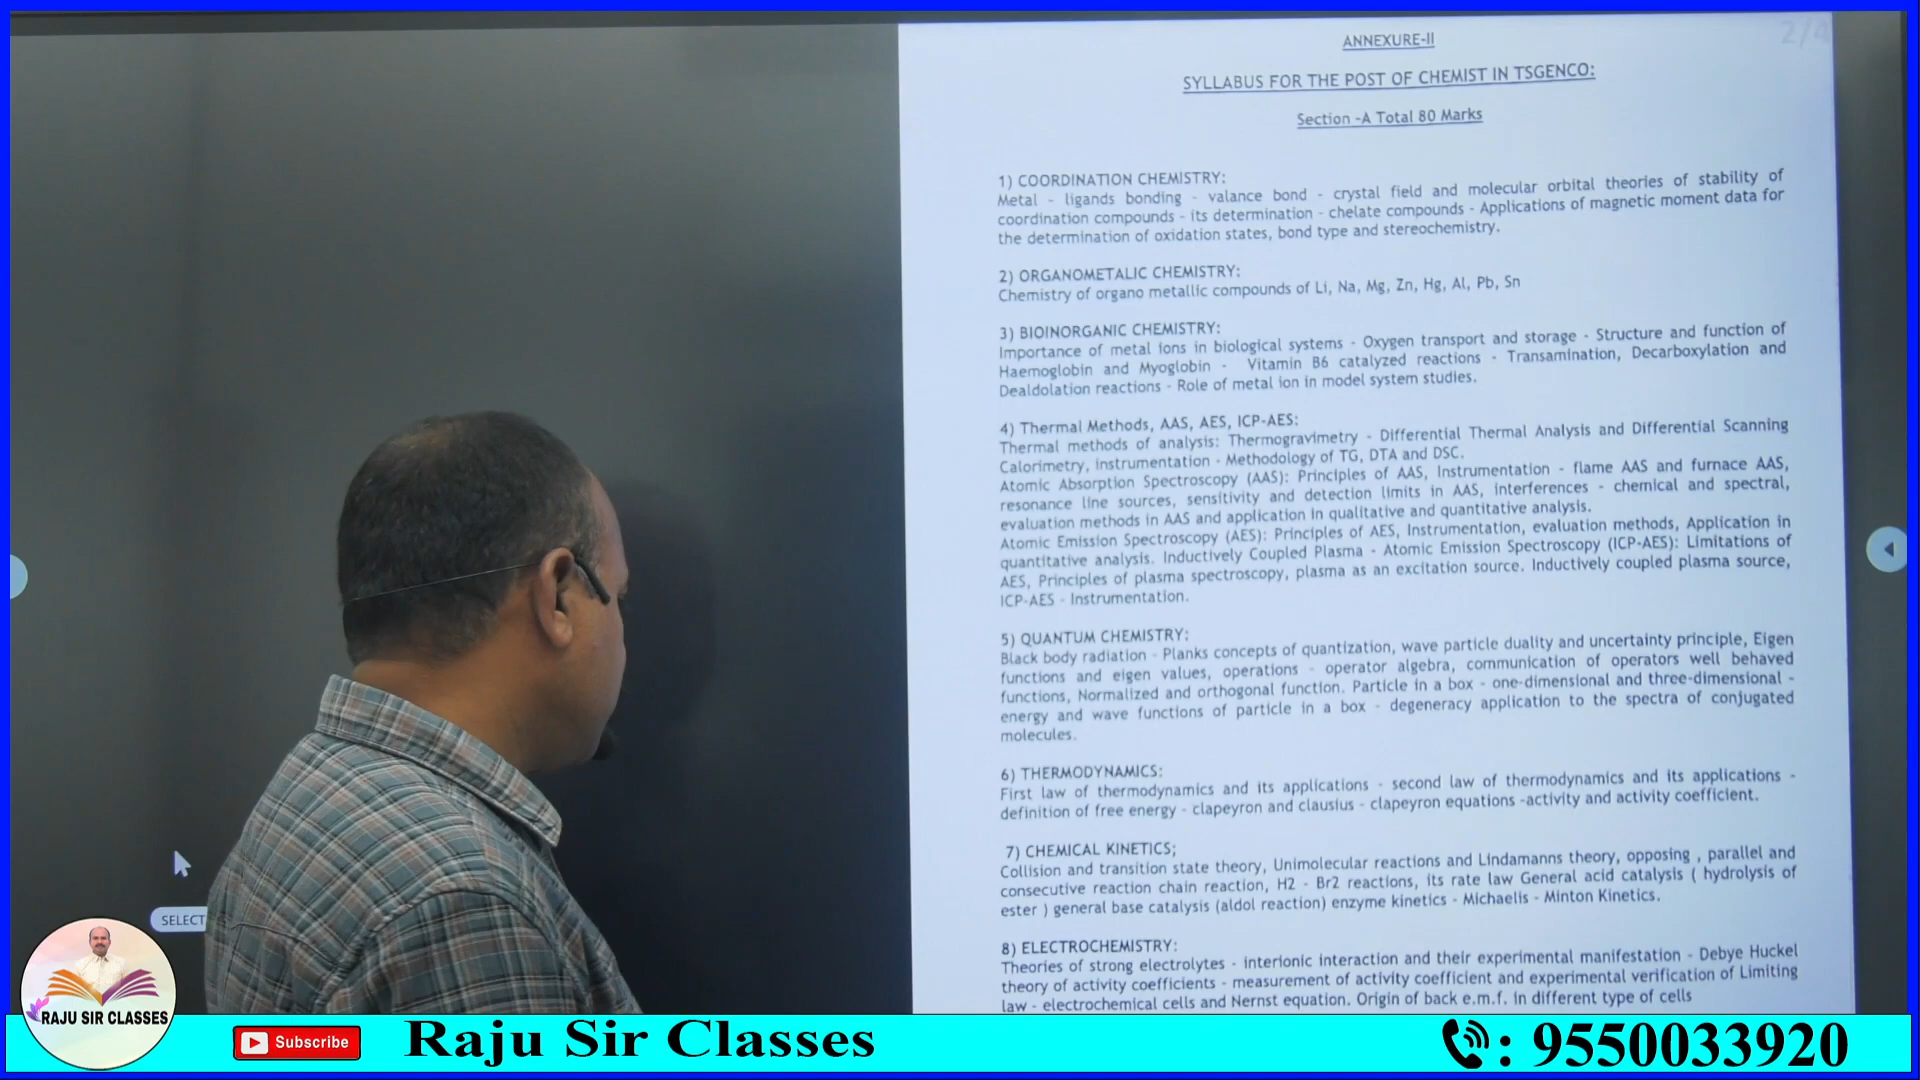 2/4
ANNEXURE-II
SYLLABUS FOR THE POST OF CHEMIST IN TSGENCO:
Section -A Total 80 Marks
1) COORDINATION CHEMISTRY:
Metal - ligands bonding - valance bond - crystal field and molecular orbital theories of stability of
coordination compounds - its determination - chelate compounds - Applications of magnetic moment data for
the determination of oxidation states, bond type and stereochemistry.
2) ORGANOMETALIC CHEMISTRY:
Chemistry of organo metallic compounds of Li, Na, Mg, Zn, Hg, Al, Pb, Sn
3) BIOINORGANIC CHEMISTRY:
Importance of metal ions in biological systems - Oxygen transport and storage - Structure and function of
Haemoglobin and Myoglobin - Vitamin B6 catalyzed reactions - Transamination, Decarboxylation and
Dealdolation reactions - Role of metal ion in model system studies.
4) Thermal Methods, AAS, AES, ICP-AES:
Thermal methods of analysis: Thermogravimetry - Differential Thermal Analysis and Differential Scanning
Calorimetry, instrumentation - Methodology of TG, DTA and DSC.
Atomic Absorption Spectroscopy (AAS): Principles of AAS, Instrumentation - flame AAS and furnace AAS,
resonance line sources, sensitivity and detection limits in AAS, interferences - chemical and spectral,
evaluation methods in AAS and application in qualitative and quantitative analysis.
Atomic Emission Spectroscopy (AES): Principles of AES, Instrumentation, evaluation methods, Application in
quantitative analysis. Inductively Coupled Plasma - Atomic Emission Spectroscopy (ICP-AES): Limitations of
AES, Principles of plasma spectroscopy, plasma as an excitation source. Inductively coupled plasma source,
ICP-AES - Instrumentation.
5) QUANTUM CHEMISTRY:
Black body radiation - Planks concepts of quantization, wave particle duality and uncertainty principle, Eigen
functions and eigen values, operations - operator algebra, communication of operators well behaved
functions, Normalized and orthogonal function. Particle in a box - one-dimensional and three-dimensional -
energy and wave functions of particle in a box - degeneracy application to the spectra of conjugated
molecules.
6) THERMODYNAMICS:
First law of thermodynamics and its applications - second law of thermodynamics and its applications -
definition of free energy - clapeyron and clausius - clapeyron equations -activity and activity coefficient.
7) CHEMICAL KINETICS;
Collision and transition state theory, Unimolecular reactions and Lindamanns theory, opposing , parallel and
consecutive reaction chain reaction, H2 - Br2 reactions, its rate law General acid catalysis ( hydrolysis of
ester ) general base catalysis (aldol reaction) enzyme kinetics - Michaelis - Minton Kinetics.
8) ELECTROCHEMISTRY:
Theories of strong electrolytes - interionic interaction and their experimental manifestation - Debye Huckel
theory of activity coefficients - measurement of activity coefficient and experimental verification of Limiting
law - electrochemical cells and Nernst equation. Origin of back e.m.f. in different type of cells
SELECT
RAJU SIR CLASSES
Subscribe
Raju Sir Classes
: 9550033920